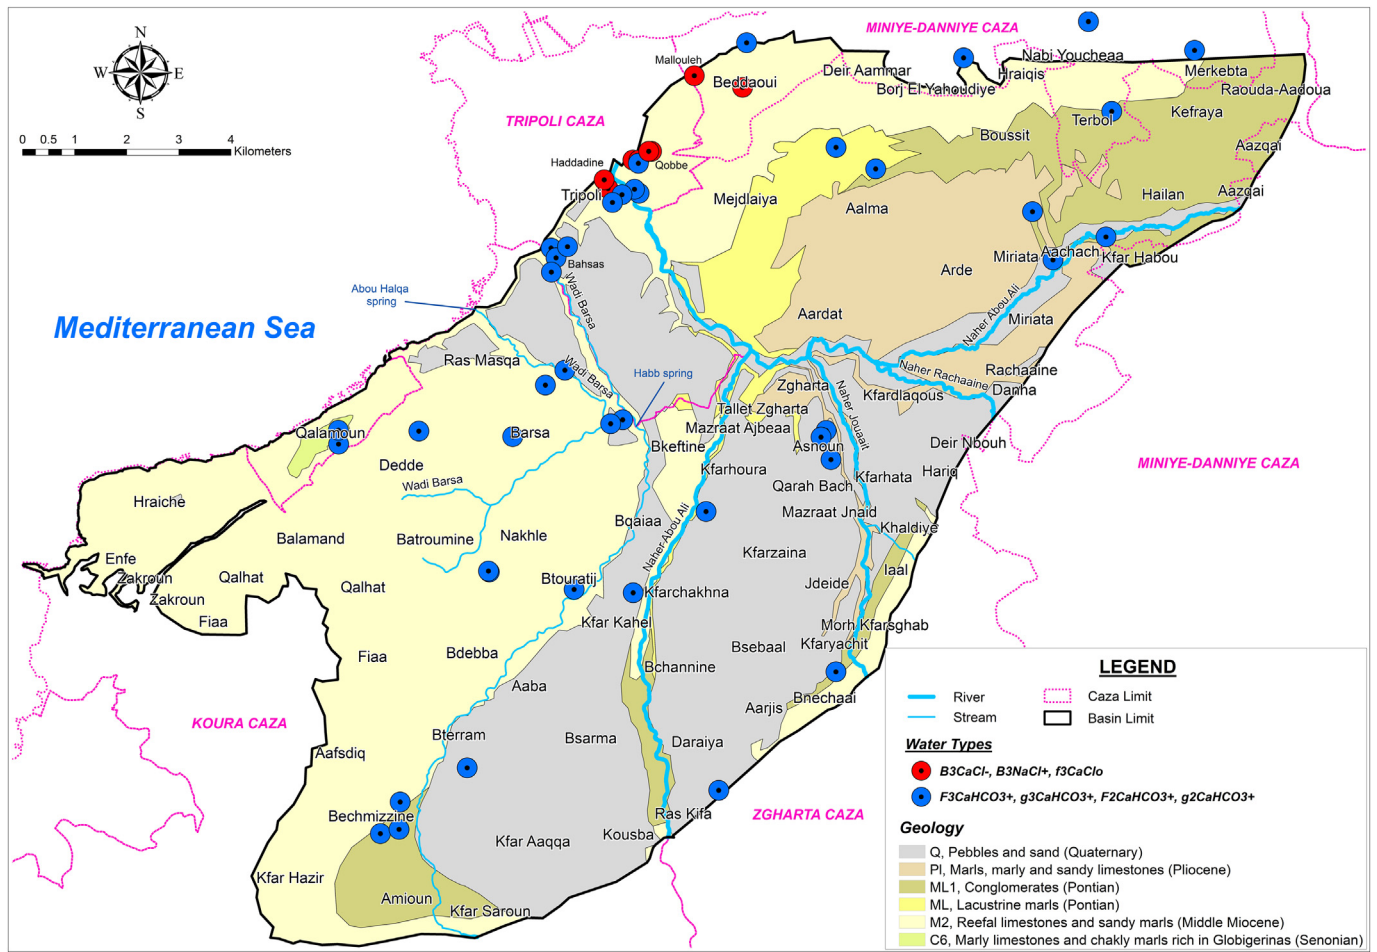 MINIYE-DANNIYE CAZA
N
W E
S
0 0.5 1 2 3 4
Kilometers
Mallouleh
Beddaoui
Deir Aammar
Borj El-Yahoudiye
Hraiqis
Nabi Youcheaa
Merkebta
Raouda-Aadoua
Kefraya
Terbol
Boussit
Aazqai
TRIPOLI CAZA
Haddadine
Qobbe
Tripoli
Mejdlaiya
Aalma
Hailan
Aazqai
Bahsas
Wadi Barsa
Arde
Miriata
Aachach
Kfar Habou
Abou Halqa
spring
Mediterranean Sea
Naher Abou Ali
Aardat
Miriata
Ras Masqa
Wadi Barsa
Habb spring
Zgharta
Naher Jouaait
Naher Rachaaine
Rachaaine
Danha
Kfardlaqous
Tallet Zgharta
Mazraat Ajbeaa
Qalamoun
Barsa
Bkeftine
Asnoun
Deir Nbouh
Dedde
Wadi Barsa
Kfarhoura
Qarah Bach
Kfarhata
Hariq
MINIYE-DANNIYE CAZA
Hraiche
Mazraat Jnaid
Khaldiye
Balamand
Batroumine
Nakhle
Bqaiaa
Naher Abou Ali
Kfarzaina
Enfe
Zakroun
Qalhat
Qalhat
Btouratij
Kfarchakhna
Jdeide
Iaal
Zakroun
Fiaa
Kfar Kahel
Morh Kfarsghab
Kfaryachit
Fiaa
Bdebba
Bchannine
Bsebaal
Aaba
Bnechaai
Aarjis
KOURA CAZA
Aafsdiq
Bterram
Bsarma
Daraiya
Bechmizzine
Ras Kifa
ZGHARTA CAZA
Kfar Aaqqa
Kousba
Kfar Hazir
Amioun
Kfar Saroun
LEGEND
River
Caza Limit
Stream
Basin Limit
Water Types
B3CaCl-, B3NaCl+, f3CaClo
F3CaHCO3+, g3CaHCO3+, F2CaHCO3+, g2CaHCO3+
Geology
Q, Pebbles and sand (Quaternary)
Pl, Marls, marly and sandy limestones (Pliocene)
ML1, Conglomerates (Pontian)
ML, Lacustrine marls (Pontian)
M2, Reefal limestones and sandy marls (Middle Miocene)
C6, Marly limestones and chakly marls rich in Globigerinas (Senonian)